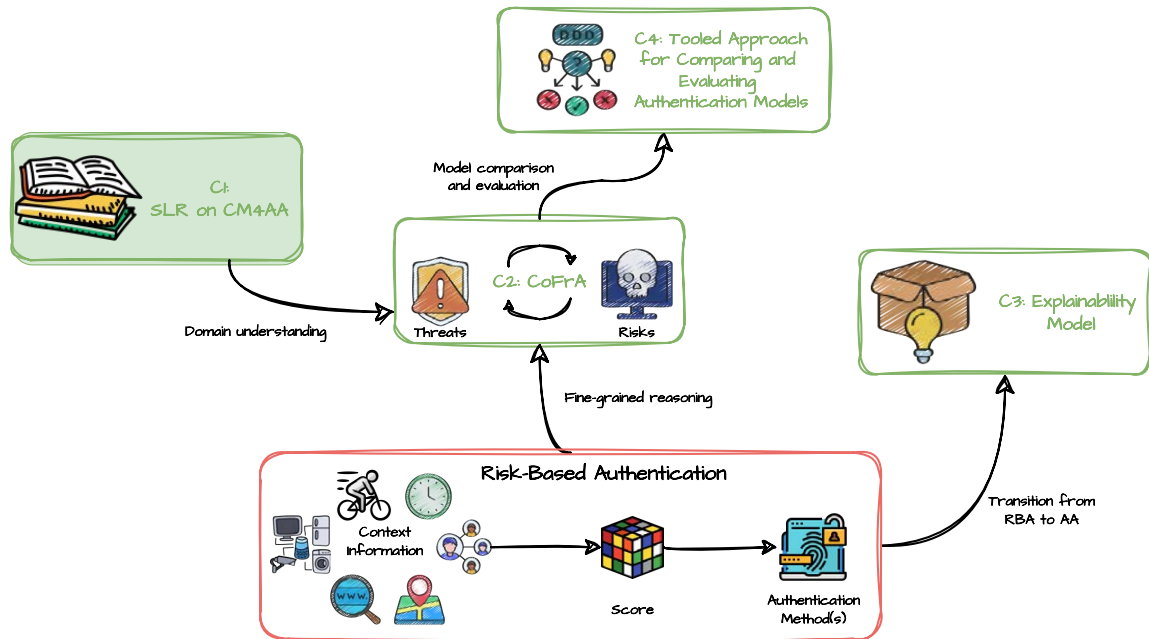 C4: Tooled Approach
for Comparing and
Evaluating
Authentication Models
C1:
SLR on CM4AA
Model comparison
and evaluation
C2: CoFrA
Threats
Risks
Domain understanding
C3: Explainablility
Model
Fine-grained reasoning
Risk-Based Authentication
Context
Information
www.
Score
Authentication
Method(s)
Transition from
RBA to AA